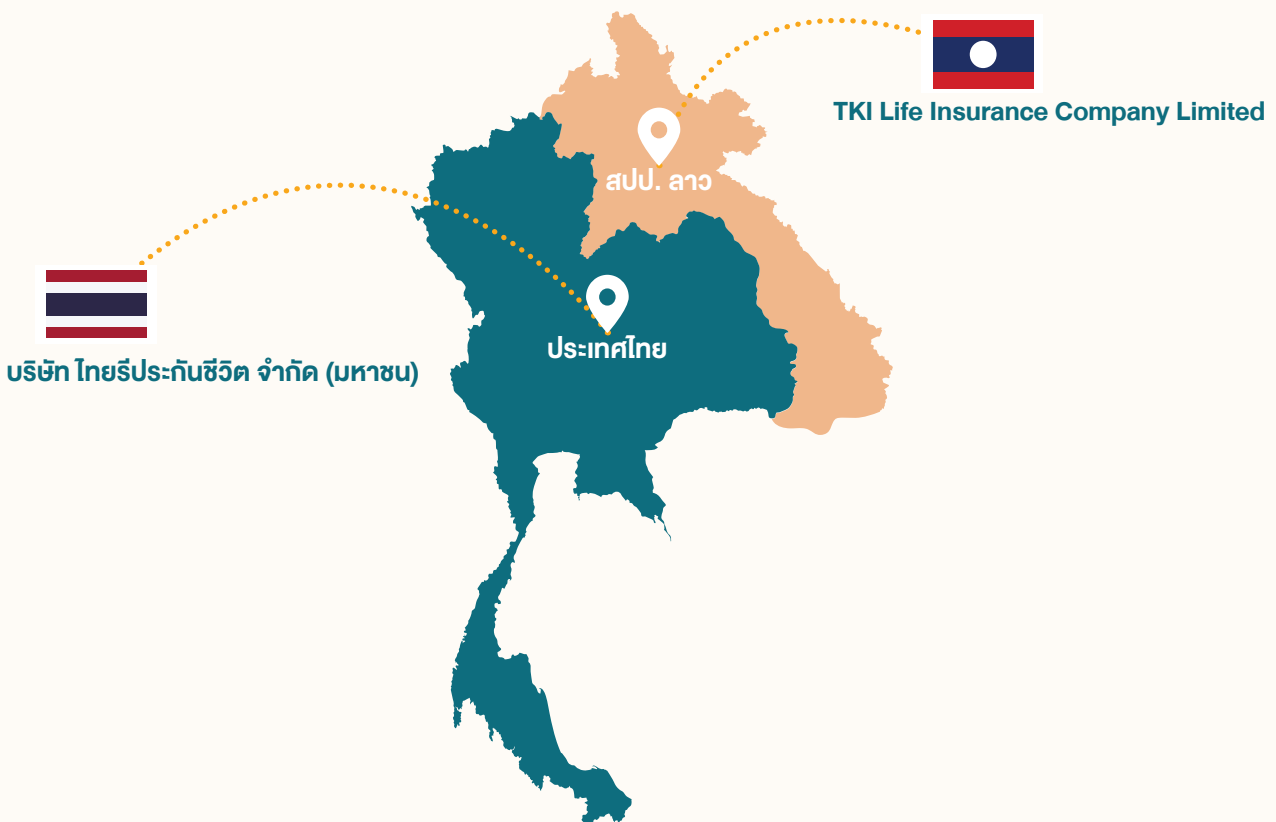 TKI Life Insurance Company Limited
สปป. ลาว
ประเทศไทย
บริษัท ไทยรีประกันชีวิต จำกัด (มหาชน)